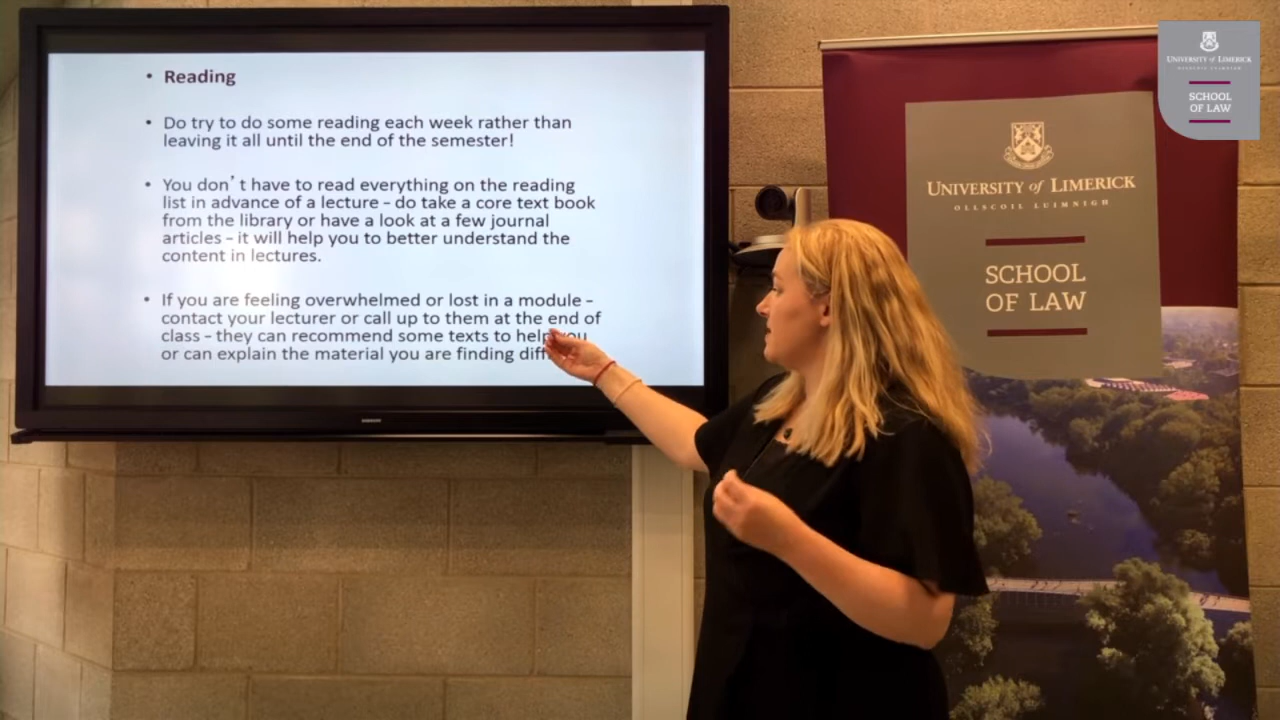 • Reading
• Do try to do some reading each week rather than
leaving it all until the end of the semester!
• You don't have to read everything on the reading
list in advance of a lecture – do take a core text book
from the library or have a look at a few journal
articles – it will help you to better understand the
content in lectures.
• If you are feeling overwhelmed or lost in a module –
contact your lecturer or call up to them at the end of
class – they can recommend some texts to help you
or can explain the material you are finding
SAMSUNG
UNIVERSITY of LIMERICK
OLLSCOIL LUIMNIGH
SCHOOL
OF LAW
UNIVERSITY of LIMERICK
OLLSCOIL LUIMNIGH
SCHOOL
OF LAW